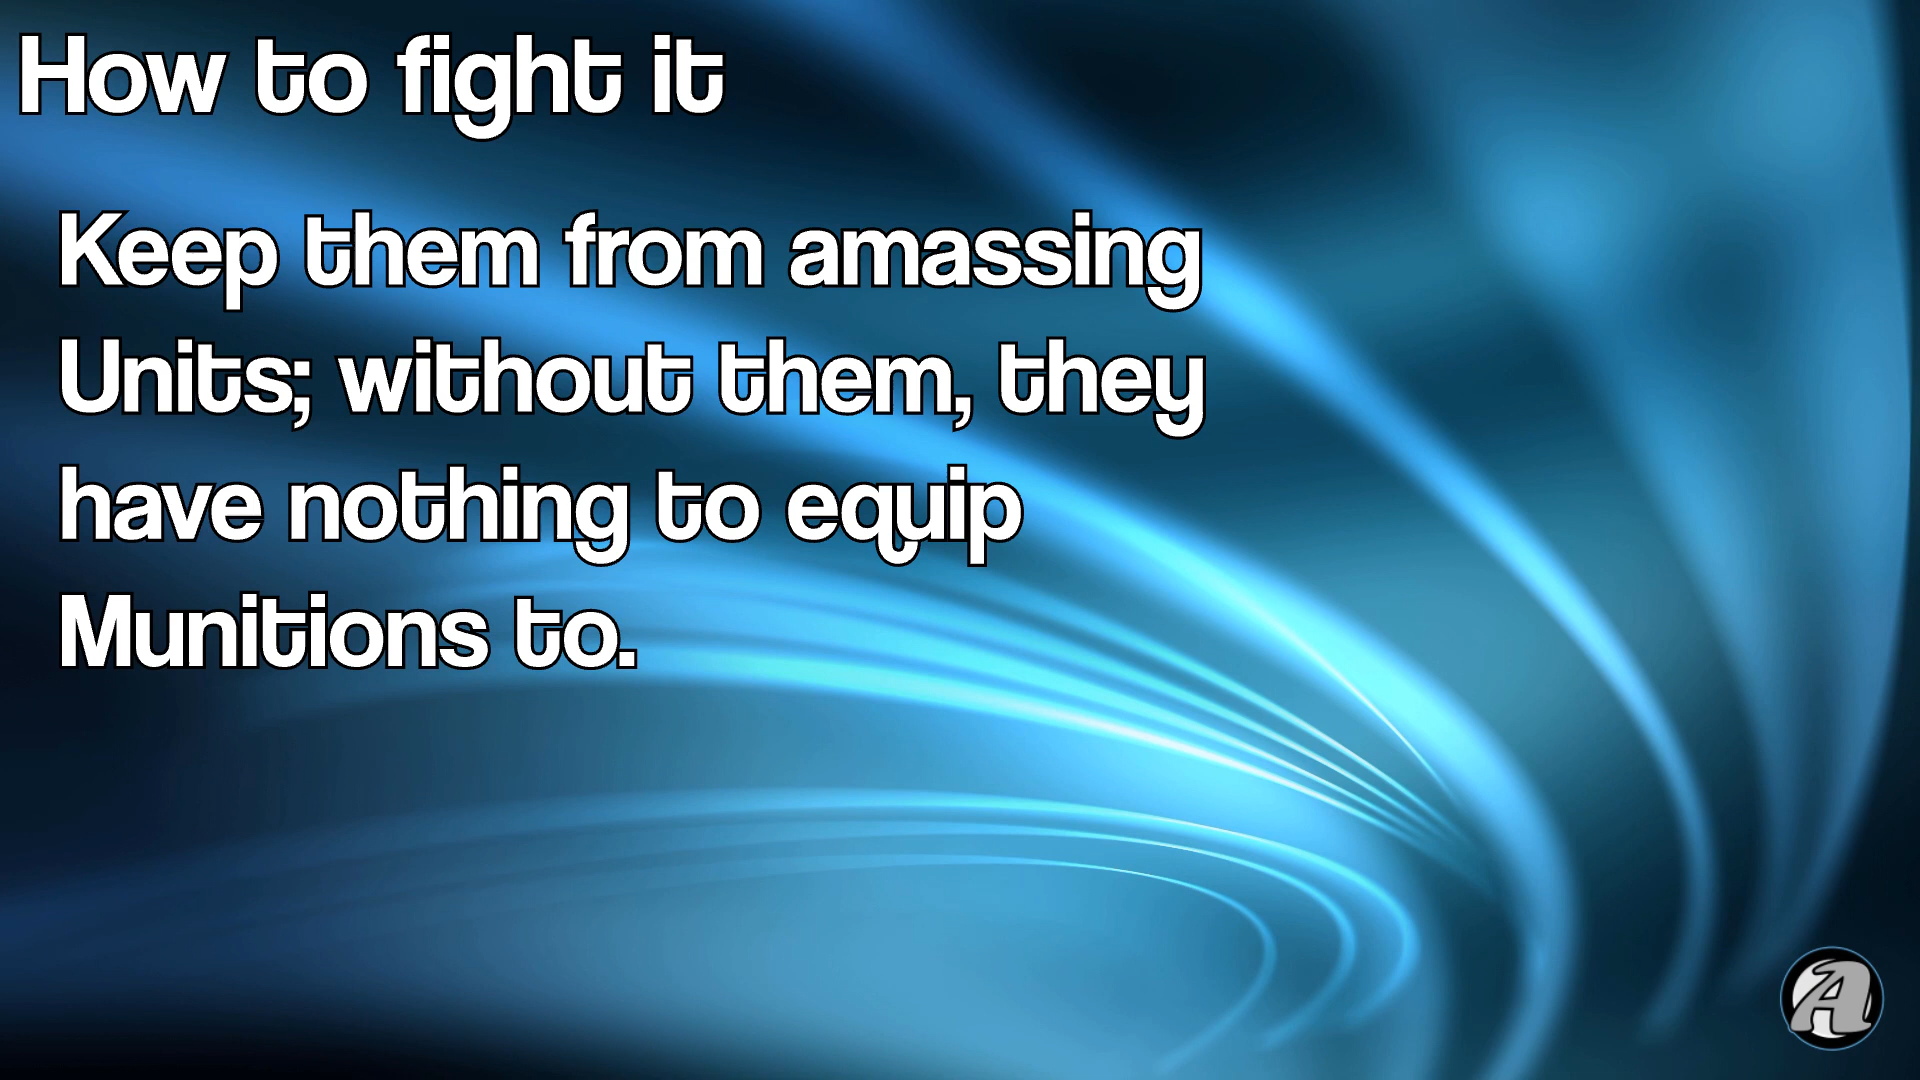 How to fight it
Keep them from amassing
Units; without them, they
have nothing to equip
Munitions to.
A